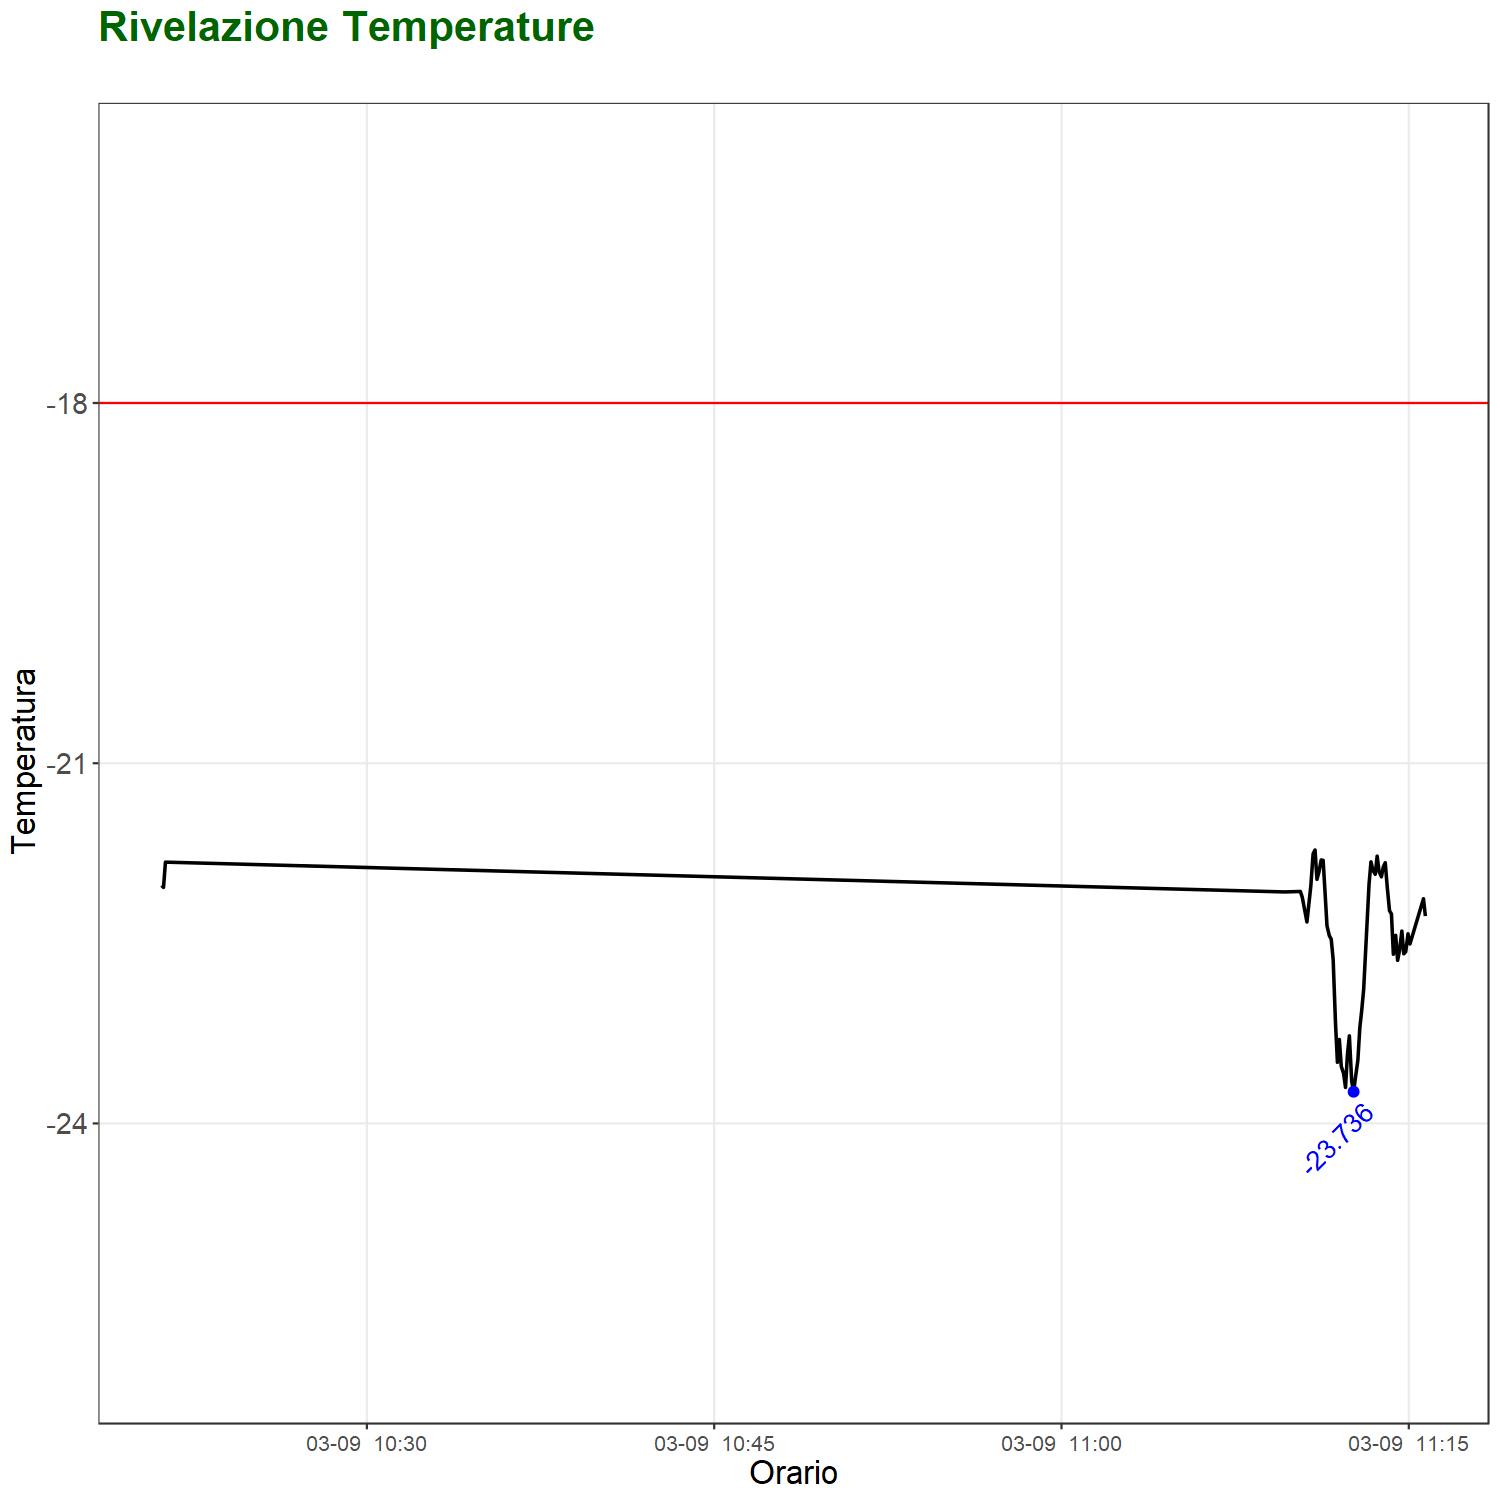 Rivelazione Temperature
Temperatura
-18
-21
-24
-23.736
03-09 10:30
03-09 10:45
03-09 11:00
03-09 11:15
Orario